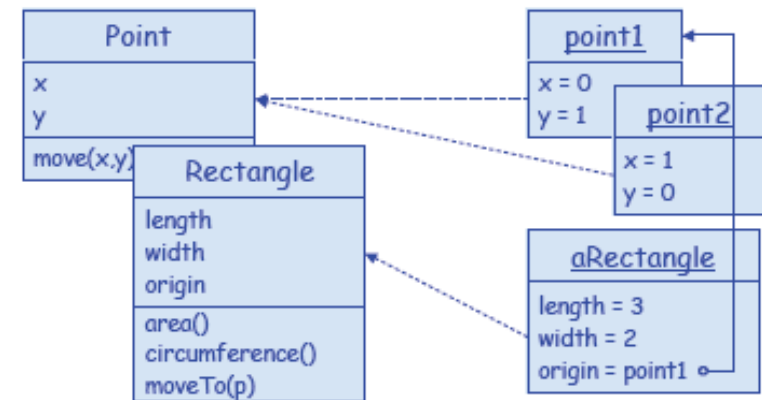 Point
x
y
move(x,y)
Rectangle
length
width
origin
area()
circumference()
moveTo(p)
point1
x = 0
y = 1
point2
x = 1
y = 0
aRectangle
length = 3
width = 2
origin = point1